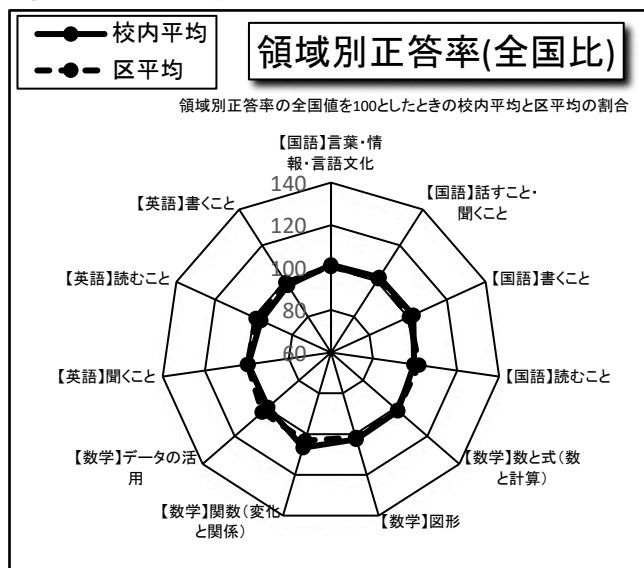 校内平均
区平均
領域別正答率(全国比)
領域別正答率の全国値を100としたときの校内平均と区平均の割合
【国語】言葉・情
報・言語文化
【国語】話すこと・
聞くこと
【国語】書くこと
【国語】読むこと
【数学】数と式(数
と計算)
【数学】図形
【数学】関数(変化
と関係)
【数学】データの活
用
【英語】聞くこと
【英語】読むこと
【英語】書くこと
140
120
100
80
60